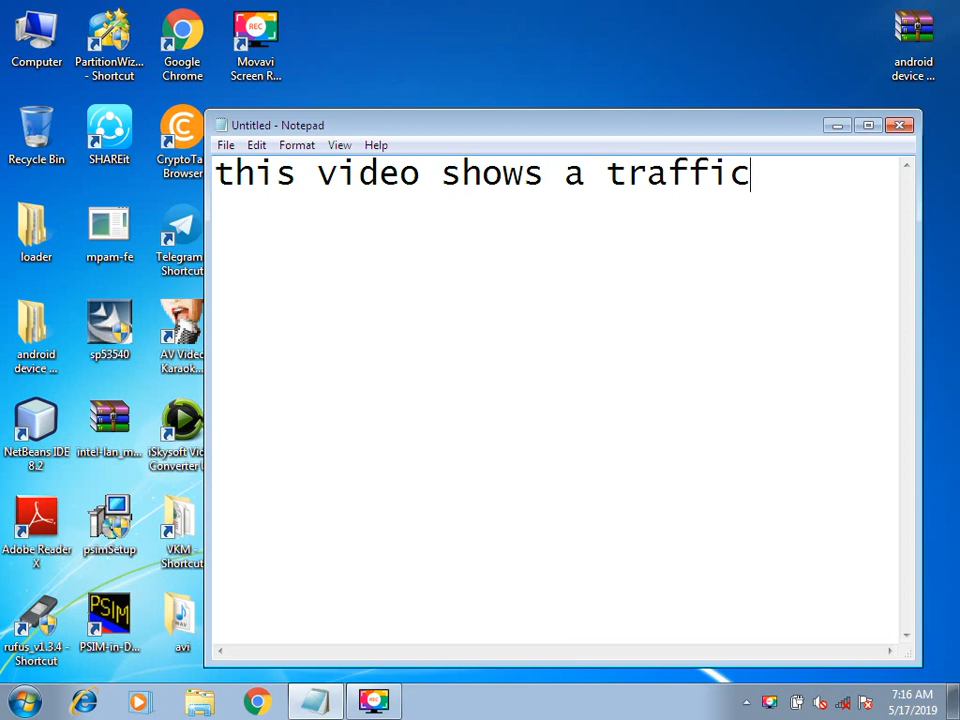 Computer
PartitionWiz...
- Shortcut
Google
Chrome
REC
Movavi
Screen R...
android
device ...
Recycle Bin
SHAREit
CryptoTa
Browser
loader
mpam-fe
Telegram
Shortcut
android
device ...
sp53540
AV Video
Karaok...
NetBeans IDE
8.2
intel-lan_m...
iSkysoft Vid
Converter
Adobe Reader
X
psimSetup
VKM -
Shortcut
rufus_v1.3.4 -
Shortcut
PSIM
PSIM-in-D...
avi
Untitled - Notepad
File Edit Format View Help
this video shows a traffic
REC
7:16 AM
5/17/2019